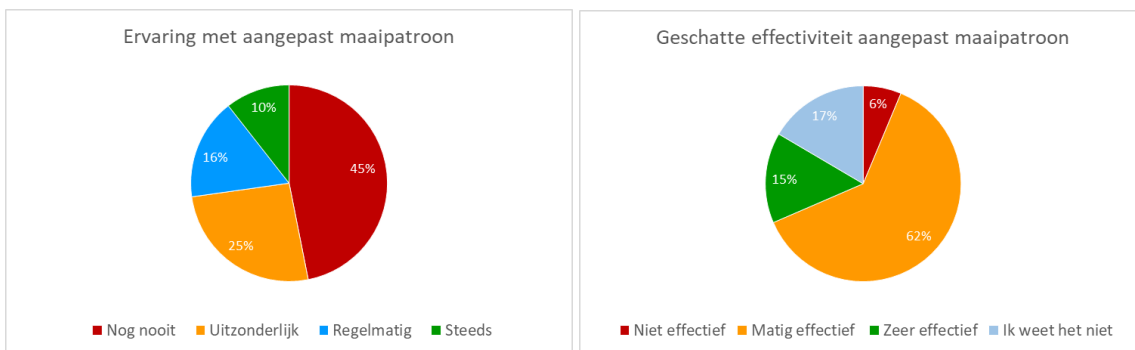 Ervaring met aangepast maaipatroon
10%
45%
16%
25%
Nog nooit Uitzonderlijk Regelmatig Steeds
Geschatte effectiviteit aangepast maaipatroon
6%
17%
15%
62%
Niet effectief Matig effectief Zeer effectief Ik weet het niet